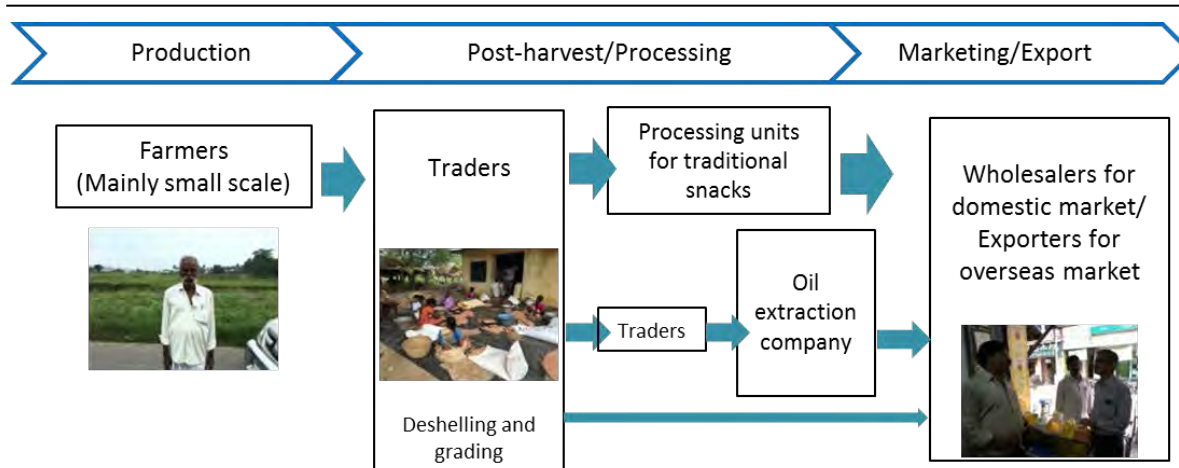 Production
Post-harvest/Processing
Marketing/Export
Farmers
(Mainly small scale)
Traders
Deshelling and
grading
Processing units
for traditional
snacks
Traders
Oil
extraction
company
Wholesalers for
domestic market/
Exporters for
overseas market